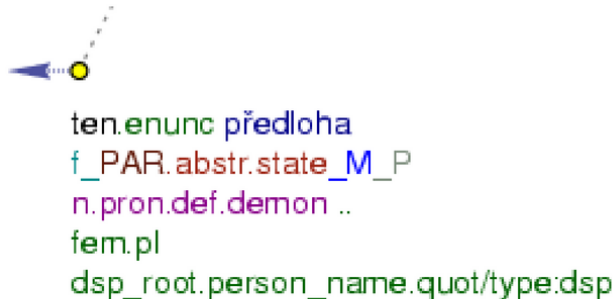 ten.enunc předloha
f_PAR.abstr.state_M_P
n.pron.def.demon ..
fem.pl
dsp_root.person_name.quot/type:dsp